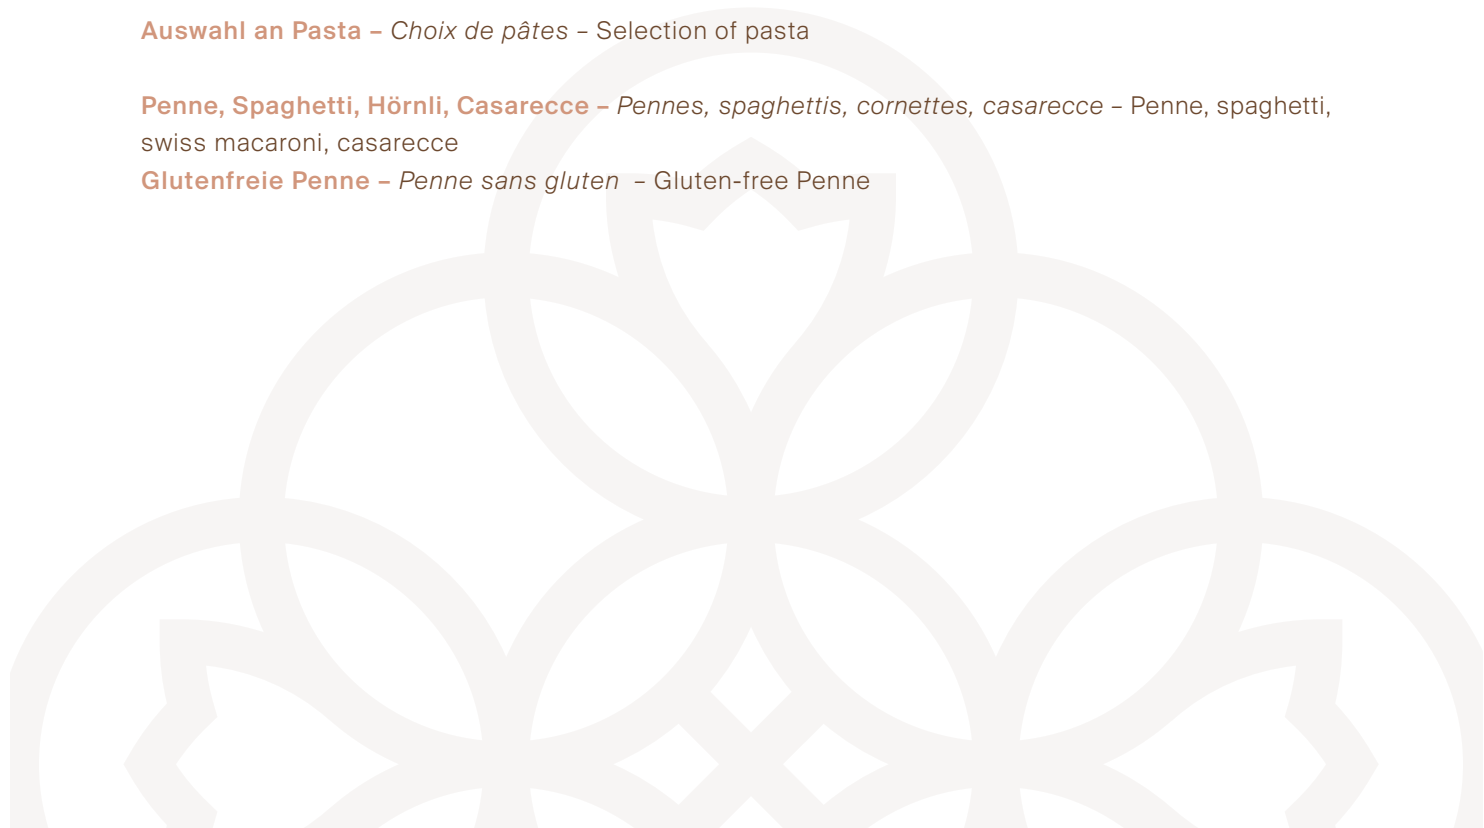 Auswahl an Pasta – Choix de pâtes – Selection of pasta
Penne, Spaghetti, Hörnli, Casarecce – Pennes, spaghettis, cornettes, casarecce – Penne, spaghetti,
swiss macaroni, casarecce
Glutenfreie Penne – Penne sans gluten – Gluten-free Penne